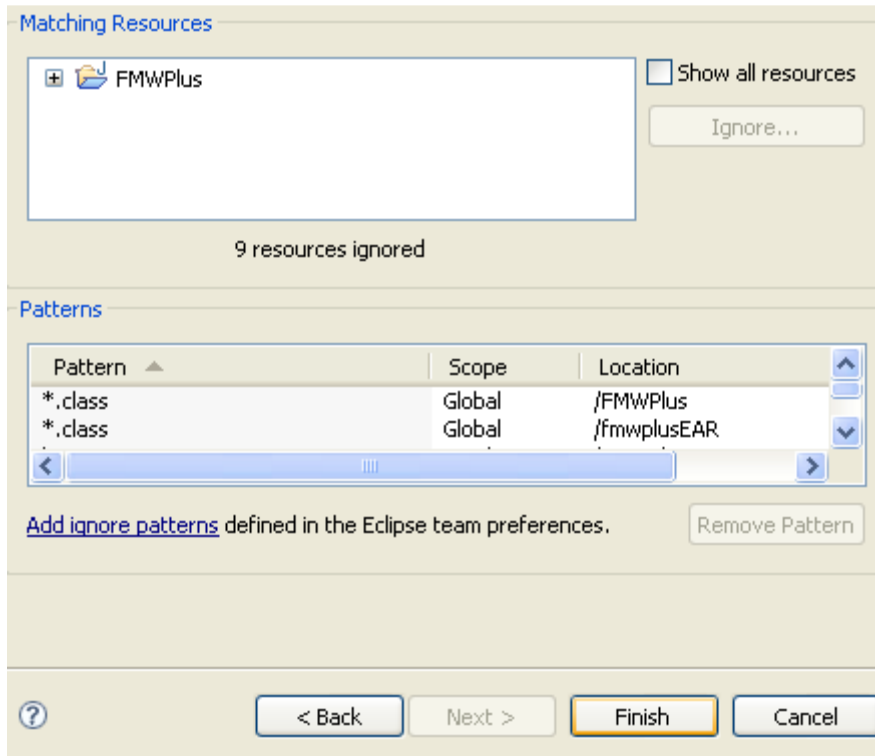 Matching Resources
FMWPlus
Show all resources
Ignore...
9 resources ignored
Patterns
Pattern Scope Location
*.class Global /FMWPlus
*.class Global /fmwplusEAR
Add ignore patterns defined in the Eclipse team preferences.
Remove Pattern
< Back Next > Finish Cancel